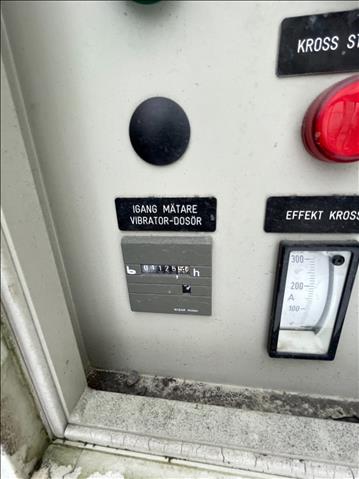 KROSS ST
IGANG MÄTARE
VIBRATOR-DOSÖR
EFFEKT KROSS
h
300
200
A
100